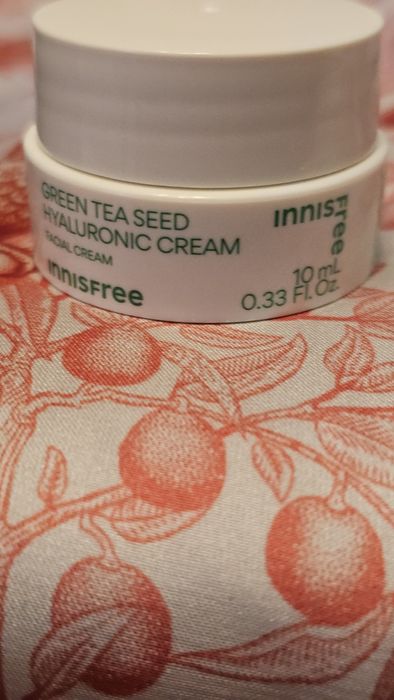 GREEN TEA SEED
HYALURONIC CREAM
FACIAL CREAM
innisfree
innisfree
10 mL
0.33 Fl. Oz.